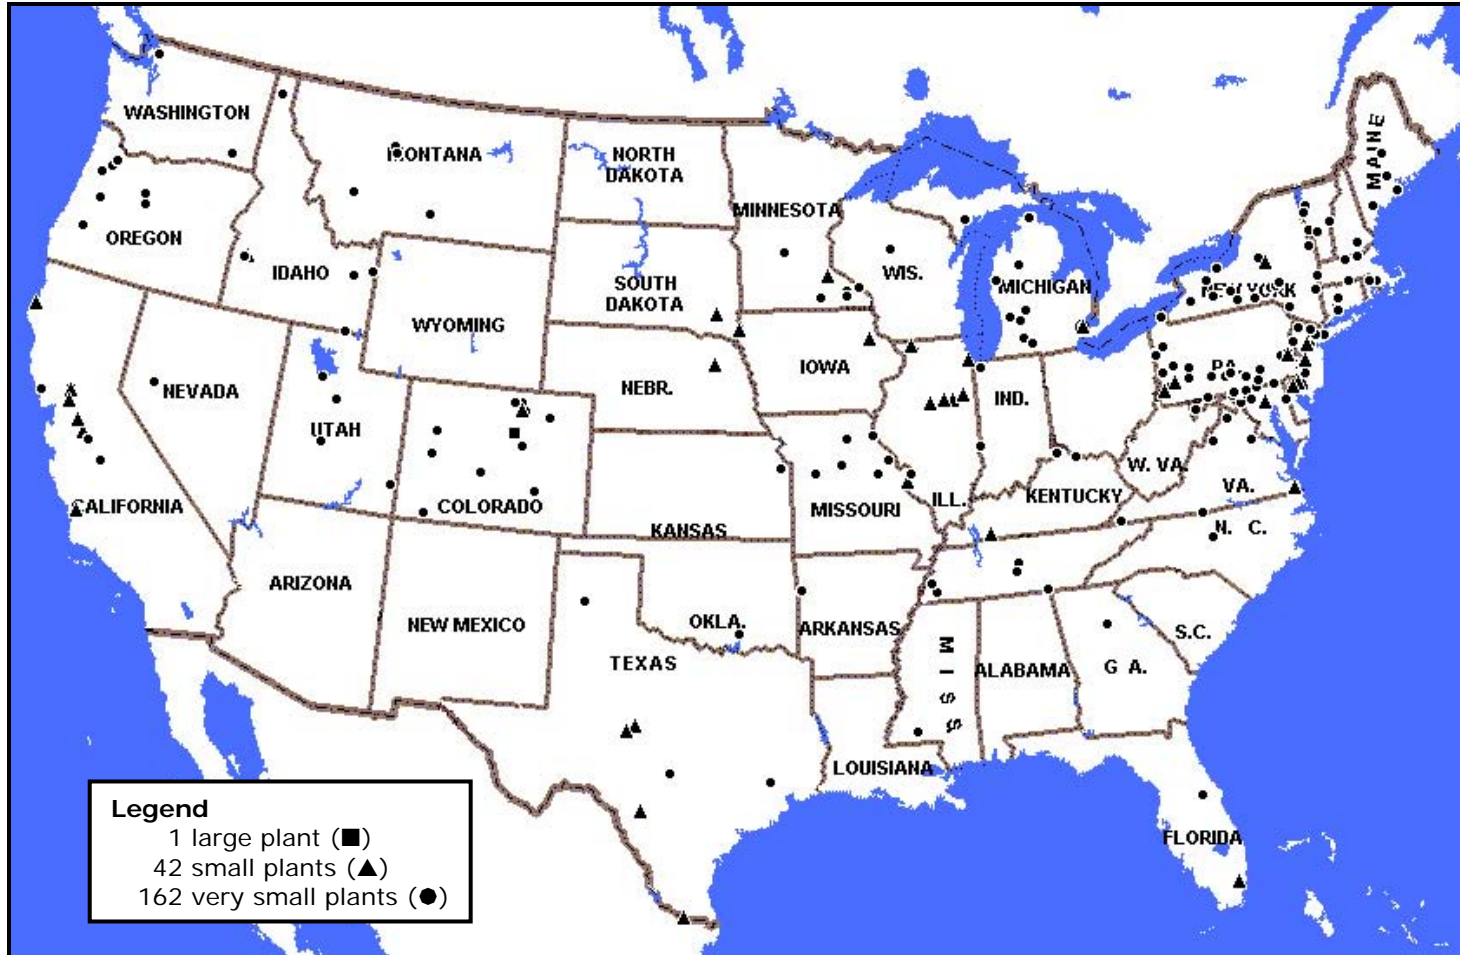 WASHINGTON
MONTANA
NORTH
DAKOTA
MINNESOTA
MAINE
OREGON
IDAHO
SOUTH
DAKOTA
WIS.
MICHIGAN
NEW YORK
WYOMING
IOWA
PA.
NEVADA
NEBR.
IND.
UTAH
W. VA.
CALIFORNIA
COLORADO
MISSOURI
ILL.
KENTUCKY
VA.
KANSAS
N. C.
ARIZONA
NEW MEXICO
OKLA.
ARKANSAS
S.C.
TEXAS
MISS
ALABAMA
G A.
LOUISIANA
FLORIDA
Legend
1 large plant (■)
42 small plants (▲)
162 very small plants (●)